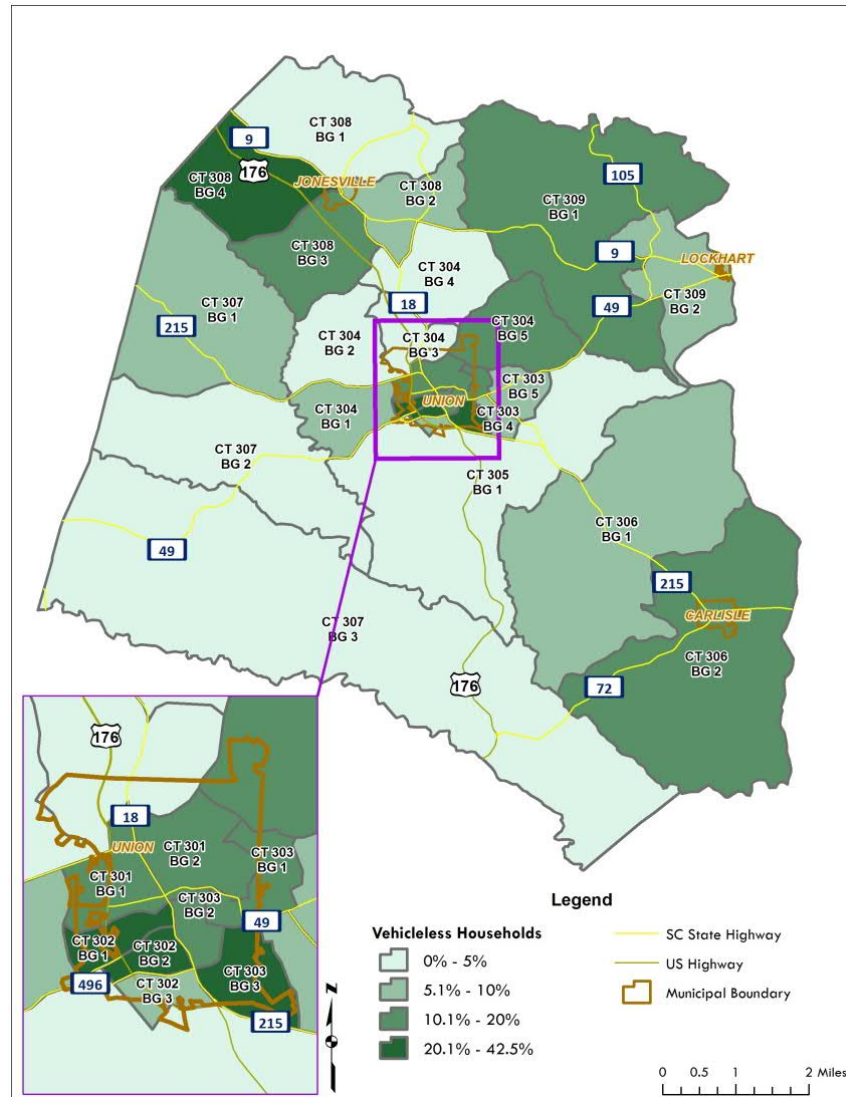 CT 308
BG 1
9
176
CT 308
BG 4
JONESVILLE
CT 308
BG 2
105
CT 309
BG 1
CT 308
BG 3
9
LOCKHART
CT 304
BG 4
CT 309
BG 2
CT 307
BG 1
18
49
215
CT 304
BG 2
CT 304
BG 3
CT 304
BG 5
CT 303
BG 5
UNION
CT 304
BG 1
CT 303
BG 4
CT 307
BG 2
CT 305
BG 1
49
CT 306
BG 1
215
CARLISLE
CT 307
BG 3
CT 306
BG 2
176
72
176
18
UNION
CT 301
BG 2
CT 303
BG 1
CT 301
BG 1
CT 303
BG 2
49
CT 302
BG 1
CT 302
BG 2
CT 303
BG 3
496
CT 302
BG 3
215
N
Legend
Vehicleless Households
0% - 5%
5.1% - 10%
10.1% - 20%
20.1% - 42.5%
SC State Highway
US Highway
Municipal Boundary
0 0.5 1 2 Miles